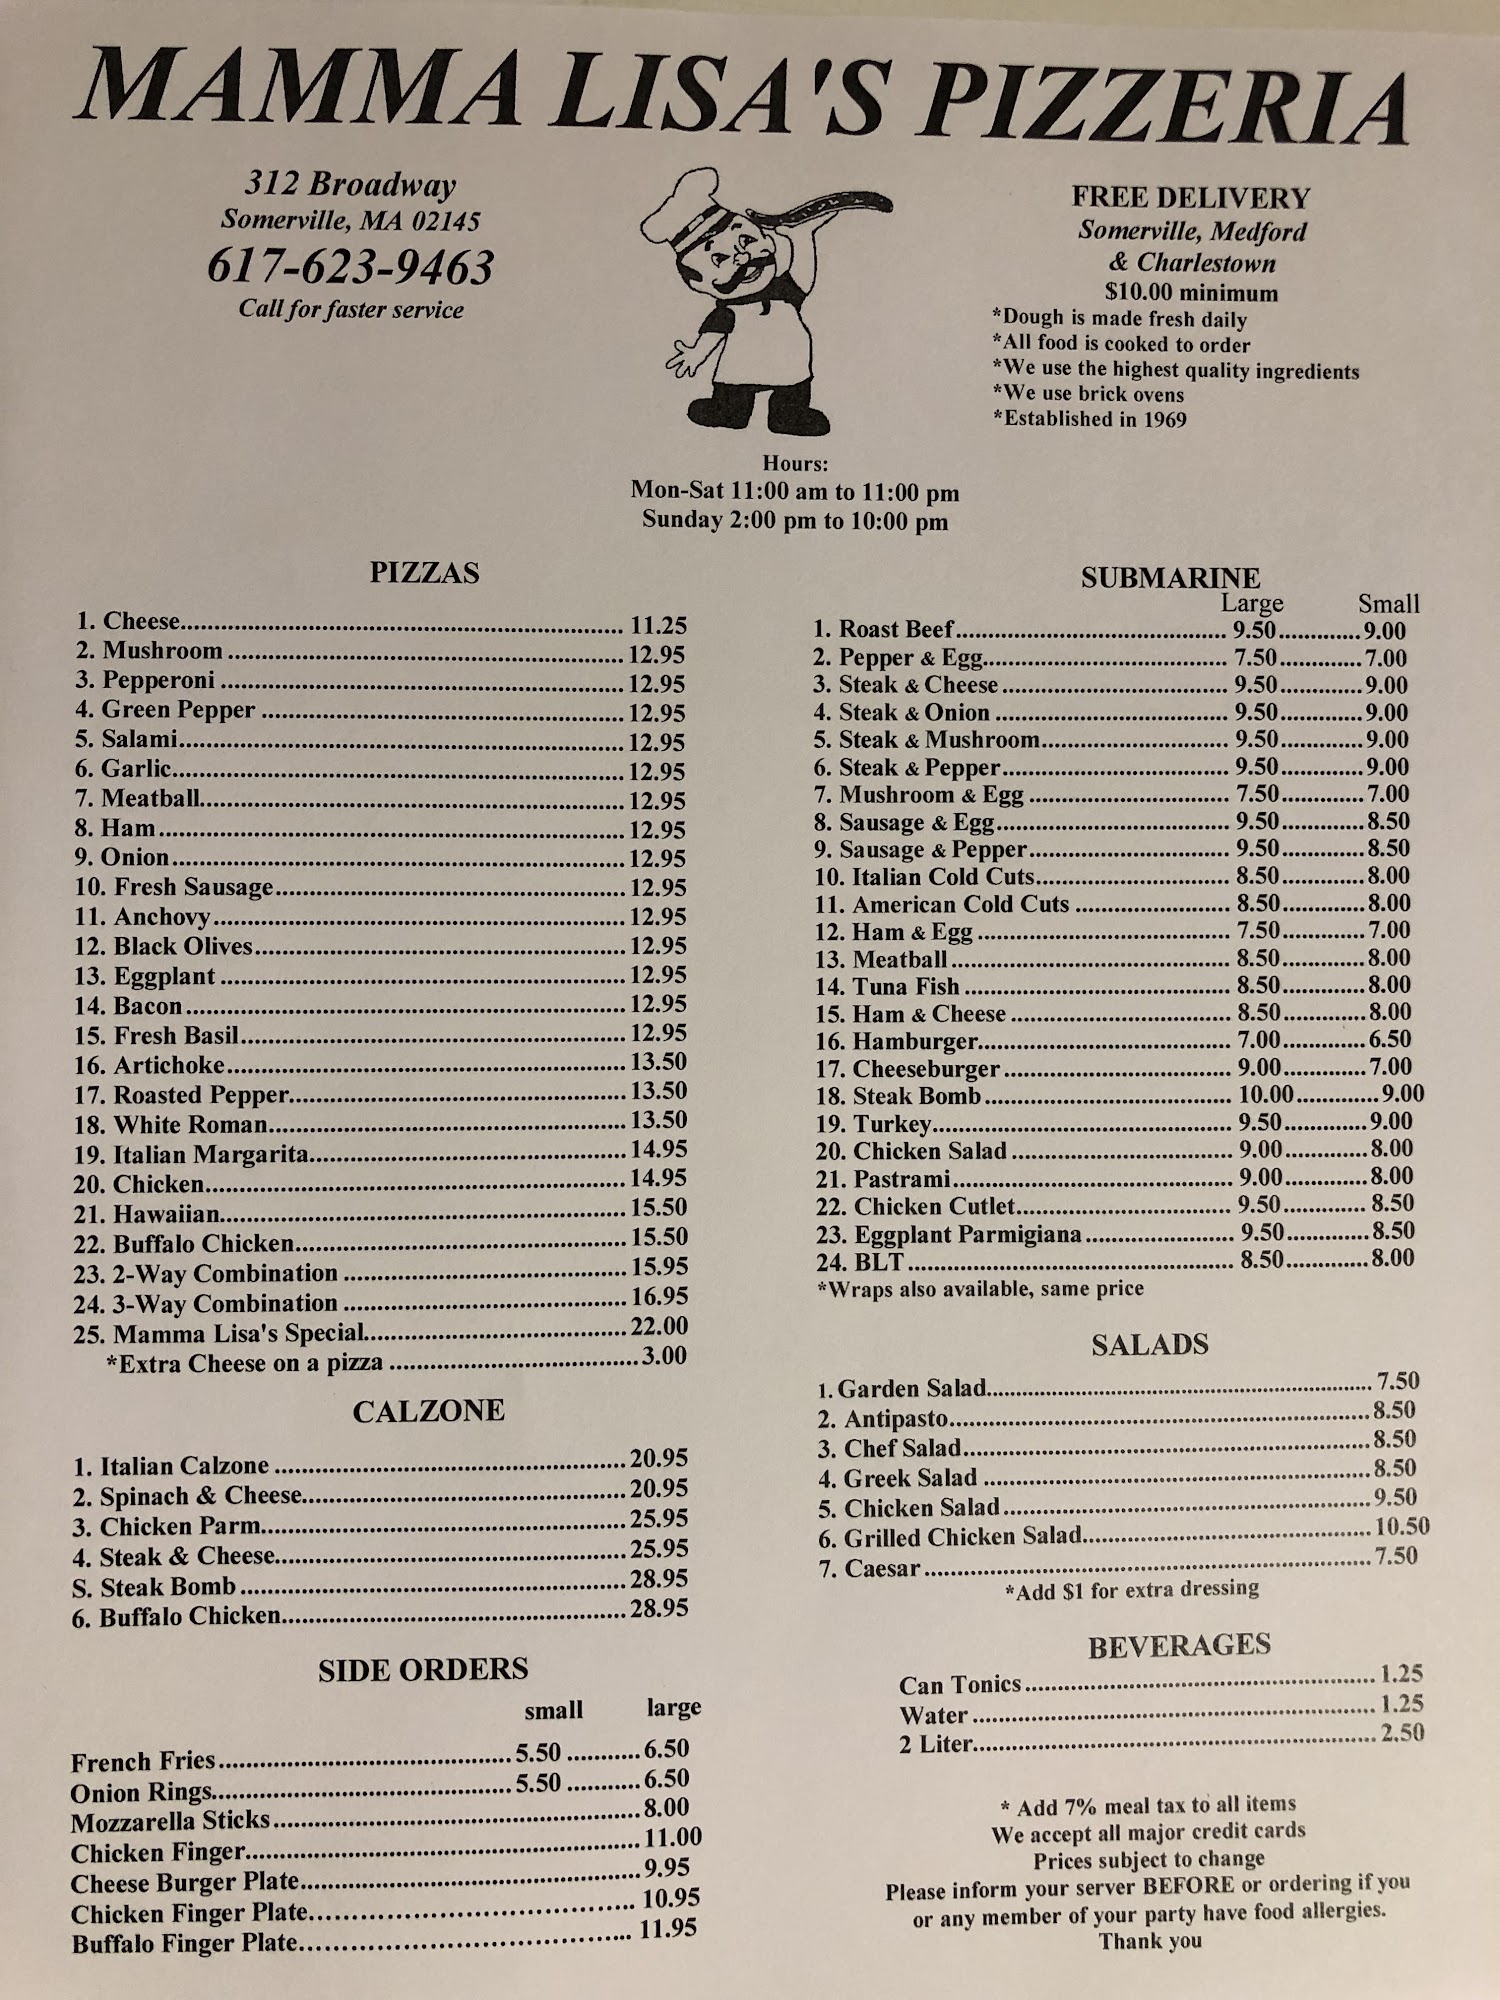 MAMMA LISA'S PIZZERIA
312 Broadway
Somerville, MA 02145
617-623-9463
Call for faster service
FREE DELIVERY
Somerville, Medford
& Charlestown
$10.00 minimum
*Dough is made fresh daily
*All food is cooked to order
*We use the highest quality ingredients
*We use brick ovens
*Established in 1969
Hours:
Mon-Sat 11:00 am to 11:00 pm
Sunday 2:00 pm to 10:00 pm
PIZZAS
1. Cheese 11.25
2. Mushroom 12.95
3. Pepperoni 12.95
4. Green Pepper 12.95
5. Salami 12.95
6. Garlic 12.95
7. Meatball 12.95
8. Ham 12.95
9. Onion 12.95
10. Fresh Sausage 12.95
11. Anchovy 12.95
12. Black Olives 12.95
13. Eggplant 12.95
14. Bacon 12.95
15. Fresh Basil 12.95
16. Artichoke 13.50
17. Roasted Pepper 13.50
18. White Roman 13.50
19. Italian Margarita 14.95
20. Chicken 14.95
21. Hawaiian 15.50
22. Buffalo Chicken 15.50
23. 2-Way Combination 15.95
24. 3-Way Combination 16.95
25. Mamma Lisa's Special 22.00
*Extra Cheese on a pizza 3.00
CALZONE
1. Italian Calzone 20.95
2. Spinach & Cheese 20.95
3. Chicken Parm 25.95
4. Steak & Cheese 25.95
S. Steak Bomb 28.95
6. Buffalo Chicken 28.95
SIDE ORDERS
small large
French Fries 5.50 6.50
Onion Rings 5.50 6.50
Mozzarella Sticks 8.00
Chicken Finger 11.00
Cheese Burger Plate 9.95
Chicken Finger Plate 10.95
Buffalo Finger Plate 11.95
SUBMARINE
Large Small
1. Roast Beef 9.50 9.00
2. Pepper & Egg 7.50 7.00
3. Steak & Cheese 9.50 9.00
4. Steak & Onion 9.50 9.00
5. Steak & Mushroom 9.50 9.00
6. Steak & Pepper 9.50 9.00
7. Mushroom & Egg 7.50 7.00
8. Sausage & Egg 9.50 8.50
9. Sausage & Pepper 9.50 8.50
10. Italian Cold Cuts 8.50 8.00
11. American Cold Cuts 8.50 8.00
12. Ham & Egg 7.50 7.00
13. Meatball 8.50 8.00
14. Tuna Fish 8.50 8.00
15. Ham & Cheese 8.50 8.00
16. Hamburger 7.00 6.50
17. Cheeseburger 9.00 7.00
18. Steak Bomb 10.00 9.00
19. Turkey 9.50 9.00
20. Chicken Salad 9.00 8.00
21. Pastrami 9.00 8.00
22. Chicken Cutlet 9.50 8.50
23. Eggplant Parmigiana 9.50 8.50
24. BLT 8.50 8.00
*Wraps also available, same price
SALADS
1. Garden Salad 7.50
2. Antipasto 8.50
3. Chef Salad 8.50
4. Greek Salad 8.50
5. Chicken Salad 9.50
6. Grilled Chicken Salad 10.50
7. Caesar 7.50
*Add $1 for extra dressing
BEVERAGES
Can Tonics 1.25
Water 1.25
2 Liter 2.50
* Add 7% meal tax to all items
We accept all major credit cards
Prices subject to change
Please inform your server BEFORE or ordering if you
or any member of your party have food allergies.
Thank you